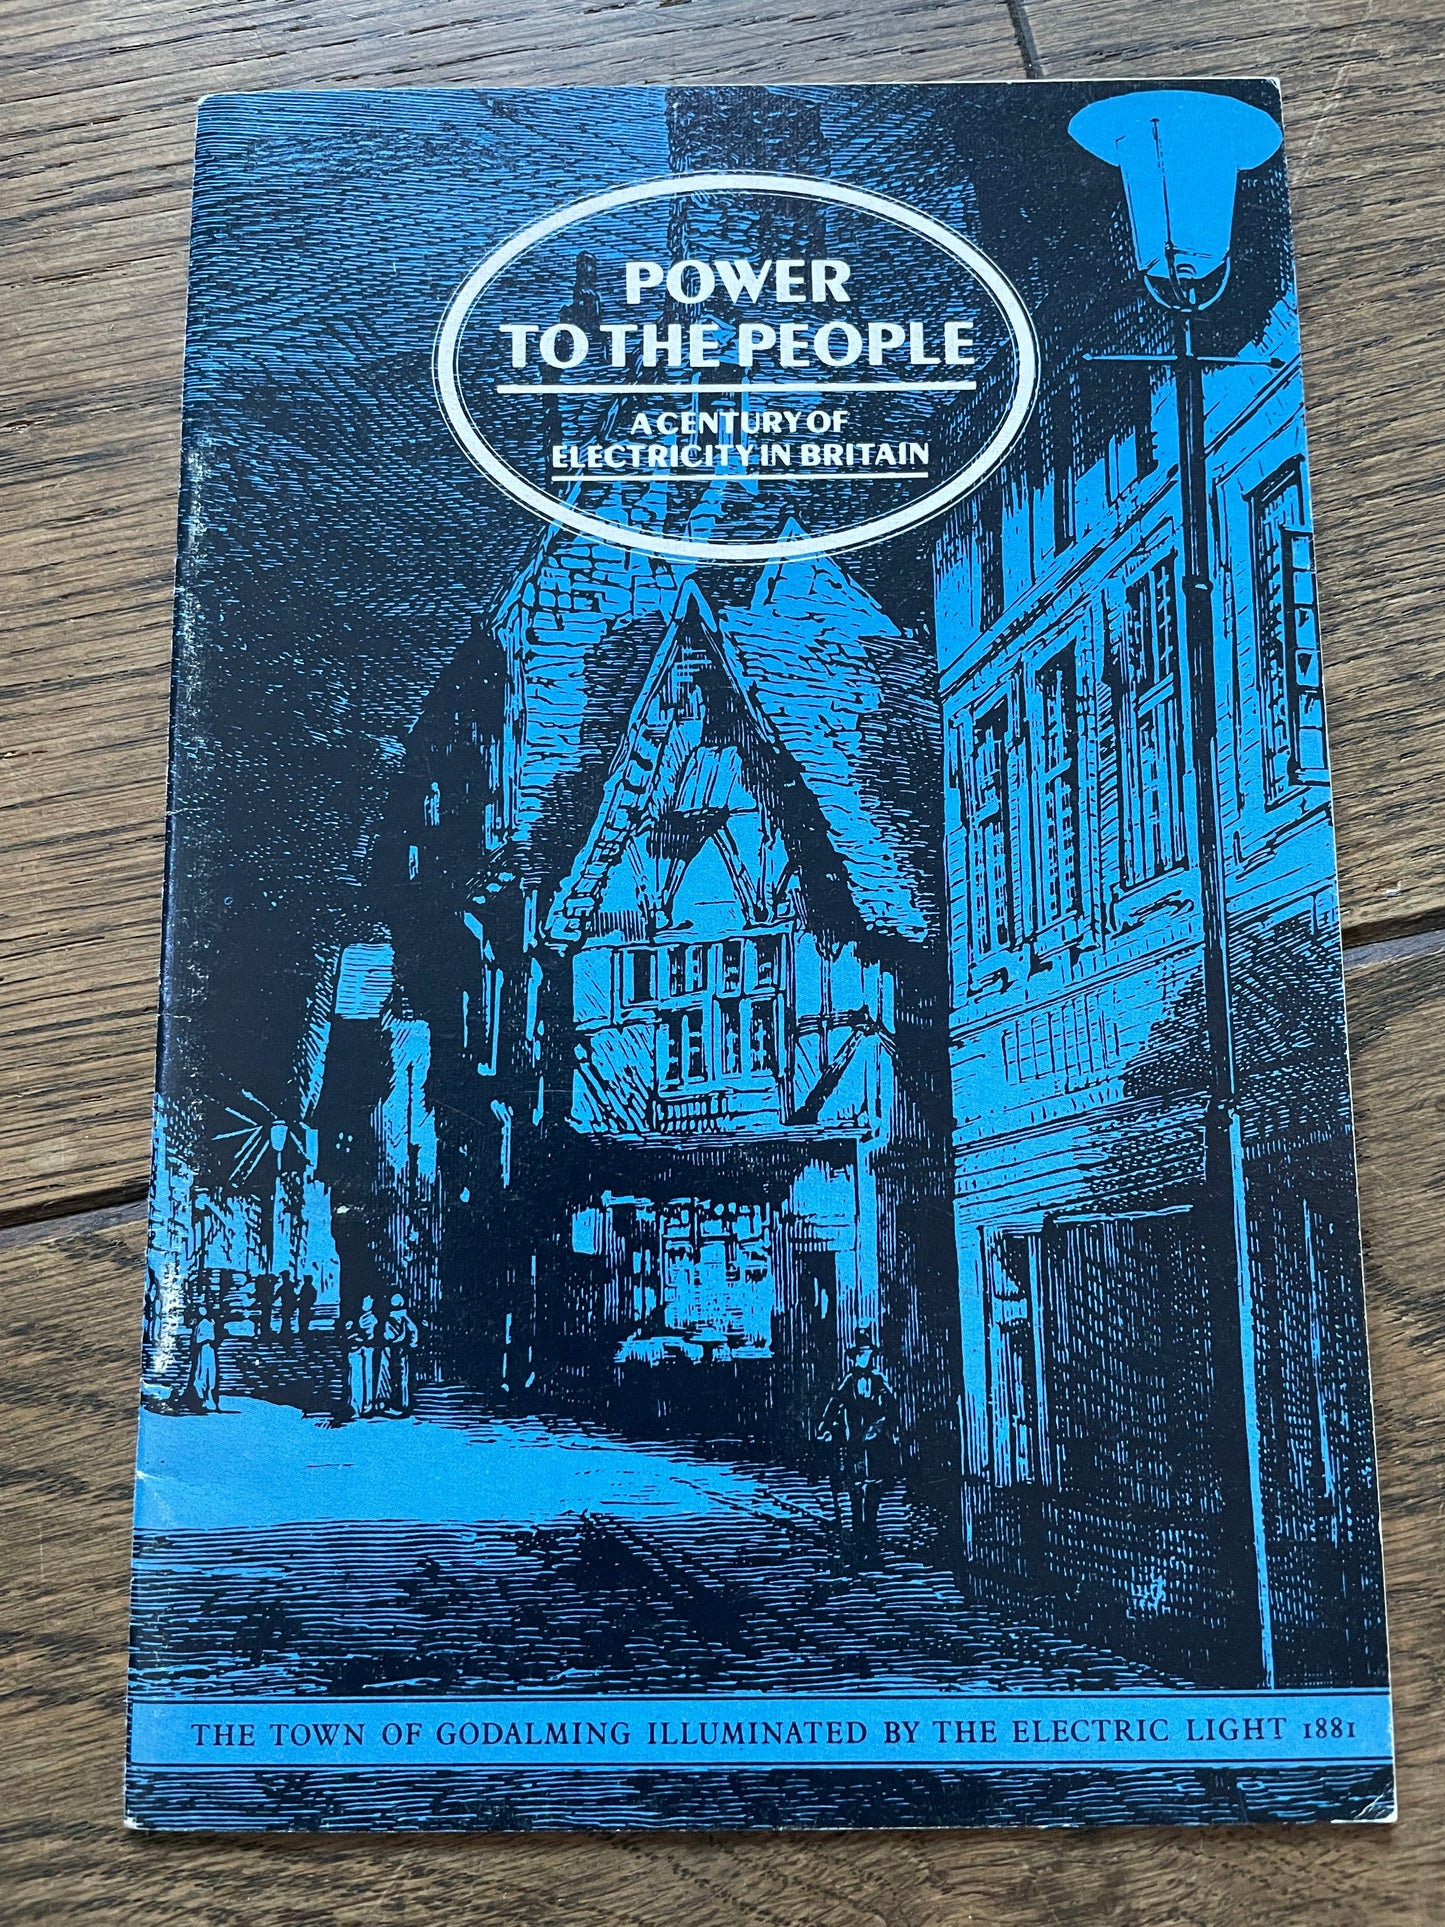 POWER
TO THE PEOPLE
A CENTURY OF
ELECTRICITY IN BRITAIN
THE TOWN OF GODALMING ILLUMINATED BY THE ELECTRIC LIGHT 1881